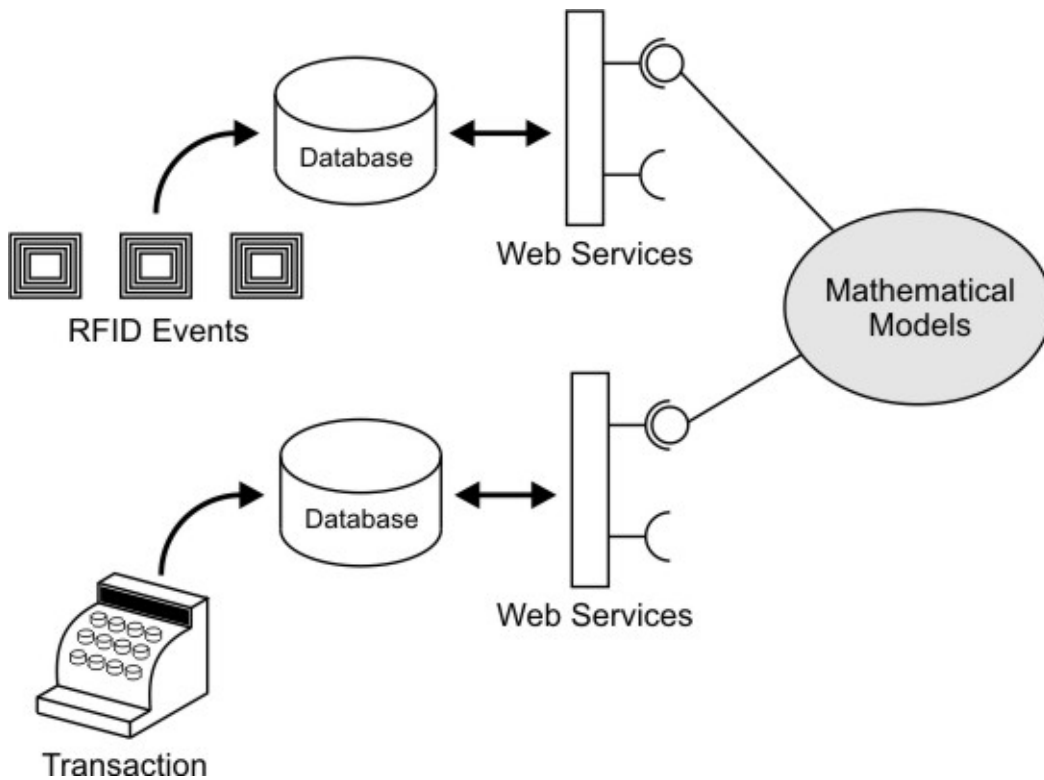 Database
Web Services
RFID Events
Mathematical
Models
Database
Web Services
Transaction